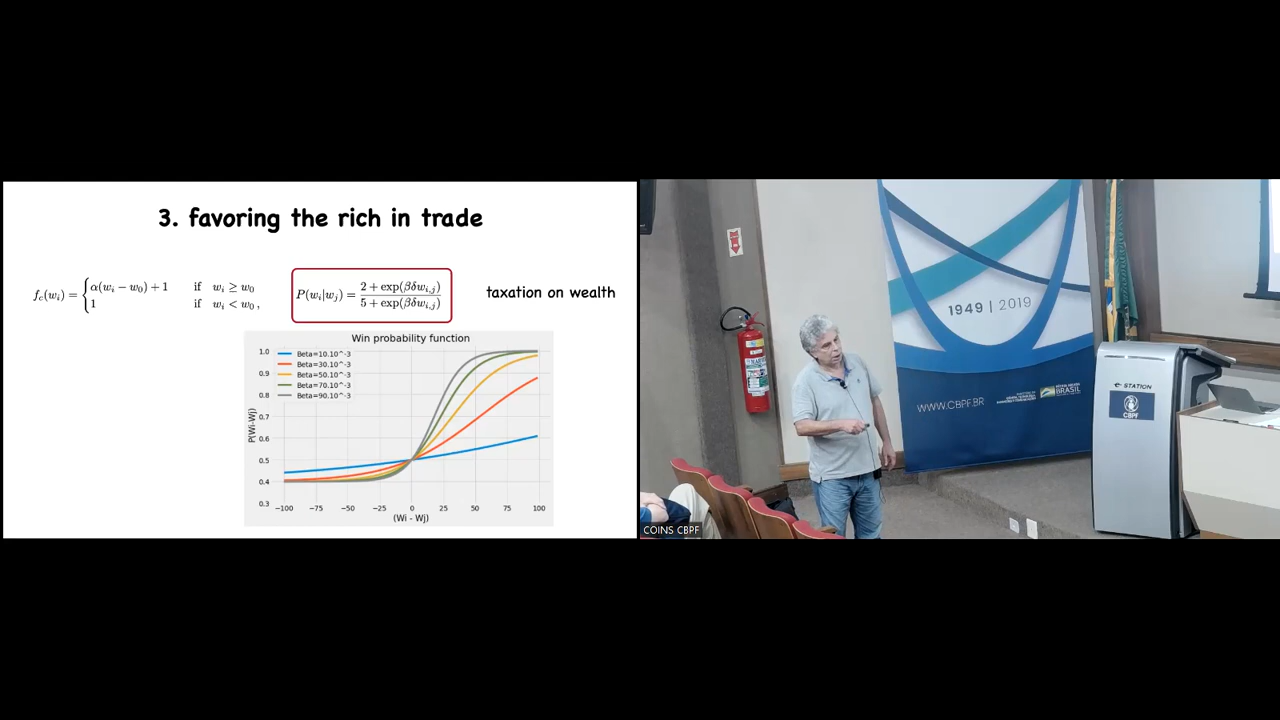 3. favoring the rich in trade
f_c(w_i) = { α(w_i − w_0) + 1 if w_i ≥ w_0
1 if w_i < w_0 ,
P(w_i|w_j) = (2 + exp(βδw_{i,j})) / (5 + exp(βδw_{i,j}))
taxation on wealth
Win probability function
Beta=10.10^-3
Beta=30.10^-3
Beta=50.10^-3
Beta=70.10^-3
Beta=90.10^-3
P(Wi-Wj)
1.0
0.9
0.8
0.7
0.6
0.5
0.4
0.3
−100 −75 −50 −25 0 25 50 75 100
(Wi - Wj)
1949 | 2019
WWW.CBPF.BR
BRASIL
STATION
CBPF
COINS CBPF